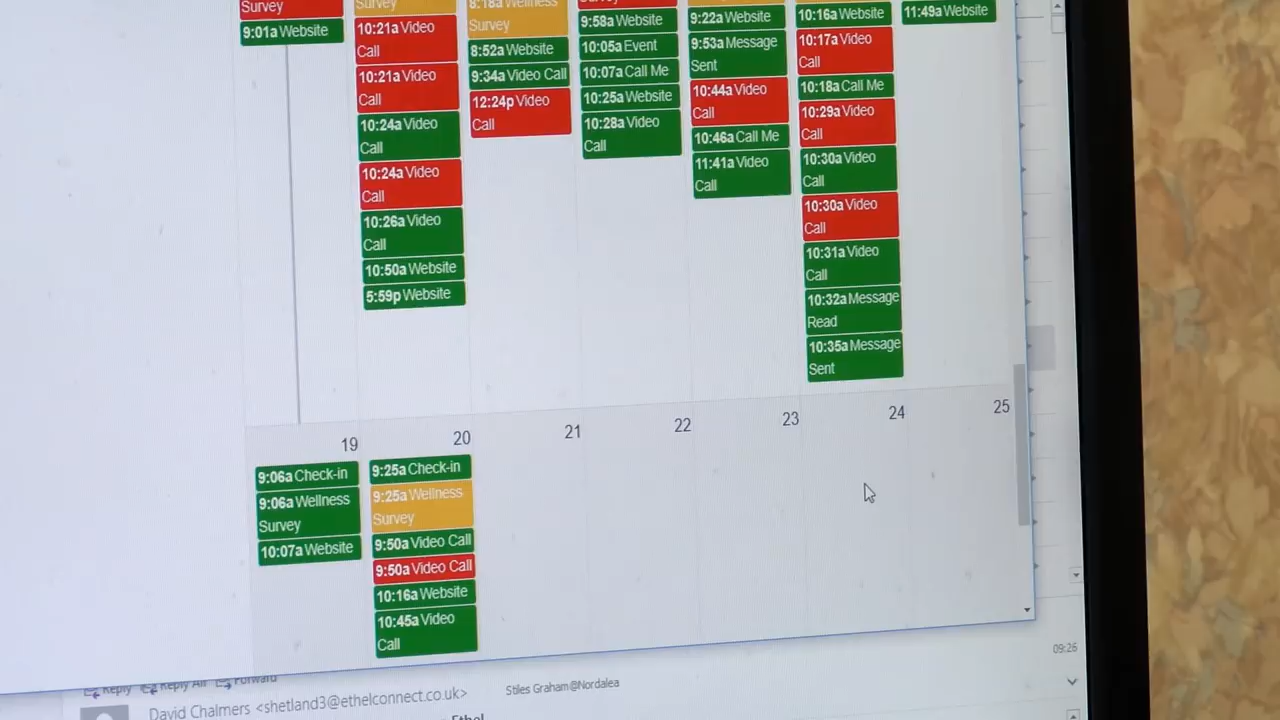 Survey
9:01a Website
Survey
10:21a Video
Call
10:21a Video
Call
10:24a Video
Call
10:24a Video
Call
10:26a Video
Call
10:50a Website
5:59p Website
8:18a Wellness
Survey
8:52a Website
9:34a Video Call
12:24p Video
Call
9:58a Website
10:05a Event
10:07a Call Me
10:25a Website
10:28a Video
Call
9:22a Website
9:53a Message
Sent
10:44a Video
Call
10:46a Call Me
11:41a Video
Call
10:16a Website
10:17a Video
Call
10:18a Call Me
10:29a Video
Call
10:30a Video
Call
10:30a Video
Call
10:31a Video
Call
10:32a Message
Read
10:35a Message
Sent
11:49a Website
19
20
21
22
23
24
25
9:06a Check-in
9:06a Wellness
Survey
10:07a Website
9:25a Check-in
9:25a Wellness
Survey
9:50a Video Call
9:50a Video Call
10:16a Website
10:45a Video
Call
09:26
Reply Reply All Forward
David Chalmers <shetland3@ethelconnect.co.uk>
Stiles Graham@Nordalea
Ethel